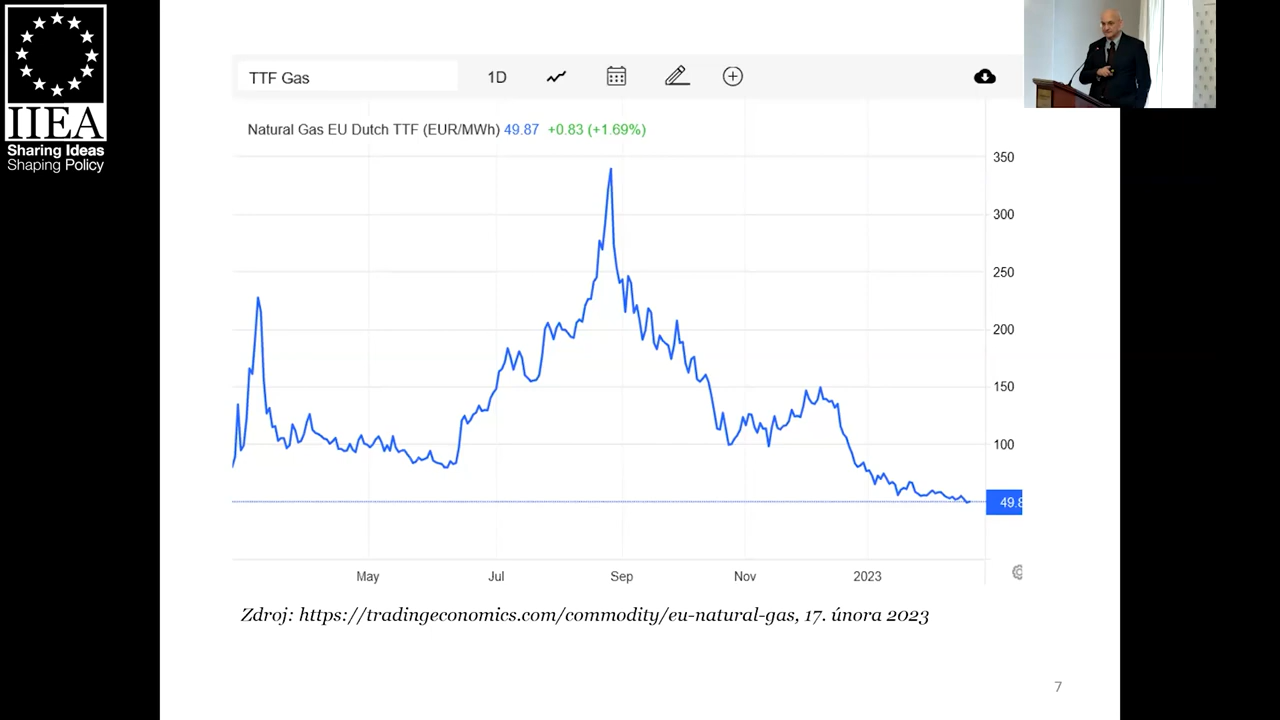 IIEA
Sharing Ideas
Shaping Policy
TTF Gas
1D
Natural Gas EU Dutch TTF (EUR/MWh) 49.87 +0.83 (+1.69%)
350
300
250
200
150
100
49.8
May Jul Sep Nov 2023
Zdroj: https://tradingeconomics.com/commodity/eu-natural-gas, 17. února 2023
7